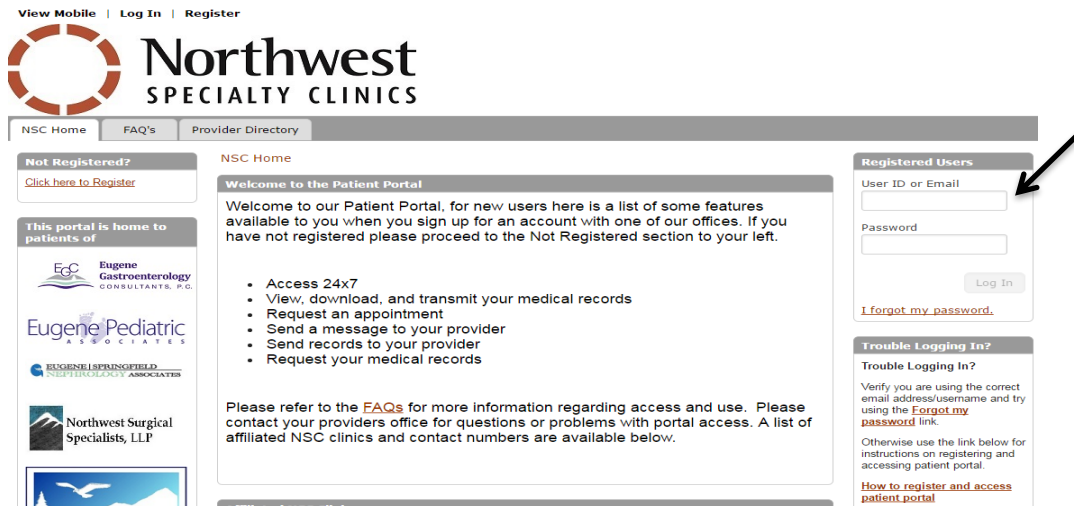 View Mobile | Log In | Register
Northwest
SPECIALTY CLINICS
NSC Home FAQ's Provider Directory
Not Registered?
Click here to Register
This portal is home to
patients of
EGC Eugene
Gastroenterology
CONSULTANTS, P.C.
Eugene Pediatric
ASSOCIATES
EUGENE | SPRINGFIELD
NEPHROLOGY ASSOCIATES
Northwest Surgical
Specialists, LLP
NSC Home
Welcome to the Patient Portal
Welcome to our Patient Portal, for new users here is a list of some features
available to you when you sign up for an account with one of our offices. If you
have not registered please proceed to the Not Registered section to your left.
• Access 24x7
• View, download, and transmit your medical records
• Request an appointment
• Send a message to your provider
• Send records to your provider
• Request your medical records
Please refer to the FAQs for more information regarding access and use. Please
contact your providers office for questions or problems with portal access. A list of
affiliated NSC clinics and contact numbers are available below.
Registered Users
User ID or Email
Password
Log In
I forgot my password.
Trouble Logging In?
Trouble Logging In?
Verify you are using the correct
email address/username and try
using the Forgot my
password link.
Otherwise use the link below for
instructions on registering and
accessing patient portal.
How to register and access
patient portal